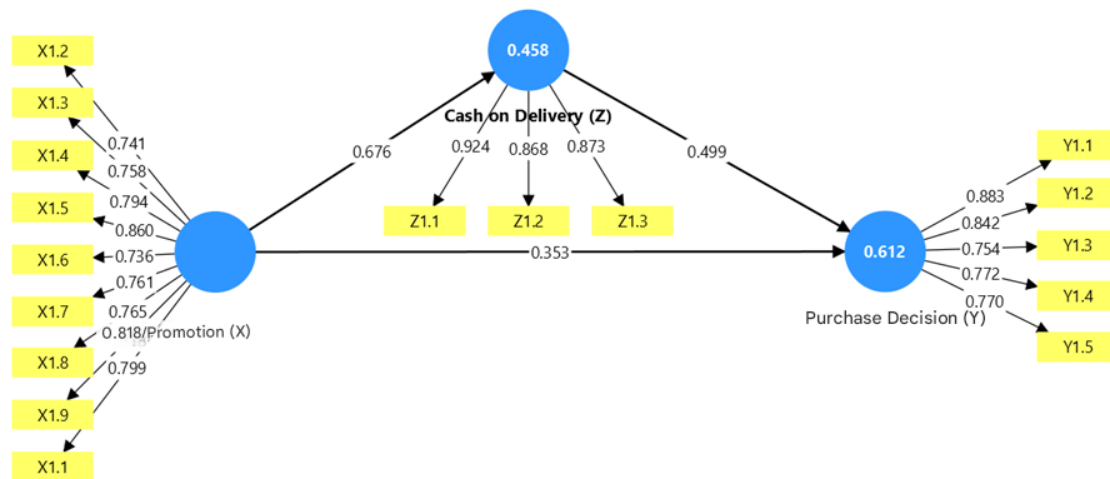 X1.2
X1.3
X1.4
X1.5
X1.6
X1.7
X1.8
X1.9
X1.1
0.741
0.758
0.794
0.860
0.736
0.761
0.765
0.818/Promotion (X)
0.799
0.676
0.458
Cash on Delivery (Z)
0.924
0.868
0.873
Z1.1
Z1.2
Z1.3
0.499
0.353
0.612
Purchase Decision (Y)
0.883
0.842
0.754
0.772
0.770
Y1.1
Y1.2
Y1.3
Y1.4
Y1.5